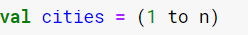 val cities = (1 to n)